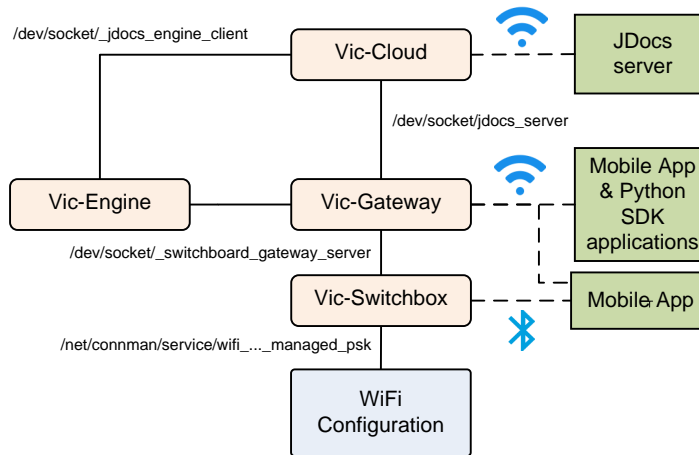 /dev/socket/_jdocs_engine_client
Vic-Cloud
JDocs
server
/dev/socket/jdocs_server
Vic-Engine
Vic-Gateway
Mobile App
& Python
SDK
applications
/dev/socket/_switchboard_gateway_server
Vic-Switchbox
Mobile App
/net/connman/service/wifi_..._managed_psk
WiFi
Configuration